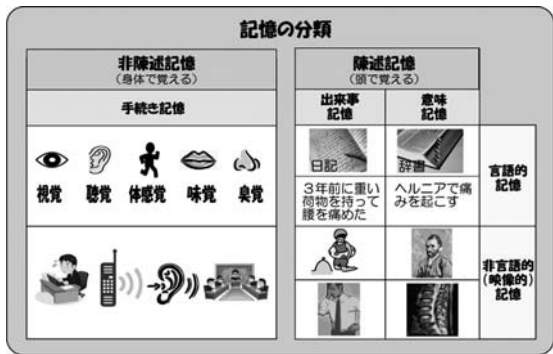 記憶の分類
非陳述記憶
(身体で覚える)
手続き記憶
視覚 聴覚 体感覚 味覚 臭覚
陳述記憶
(頭で覚える)
出来事
記憶
意味
記憶
日記
辞書
言語的
記憶
3年前に重い
荷物を持って
腰を痛めた
ヘルニアで痛
みを起こす
非言語的
(映像的)
記憶